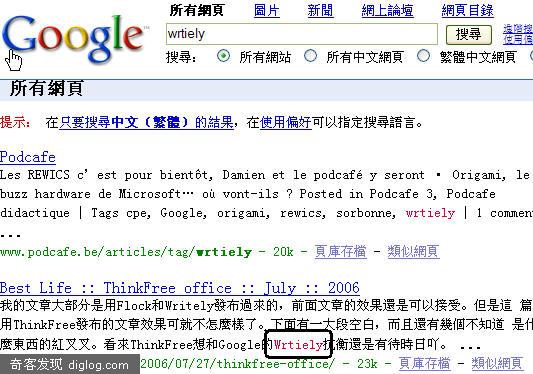 所有網頁 圖片 新聞 網上論壇 網頁目錄
Google™ wrtiely 搜尋
搜尋： 所有網站 所有中文網頁 繁體中文網頁
所有網頁
提示： 在只要搜尋中文（繁體）的結果，在使用偏好可以指定搜尋語言。
Podcafe
Les REWICS c' est pour bientôt, Damien et le podcafé y seront • Origami, le
buzz hardware de Microsoft… où vont-ils ? Posted in Podcafe 3, Podcafe
didactique | Tags cpe, Google, origami, rewics, sorbonne, wrtiely | 1 commen
...
www.podcafe.be/articles/tag/wrtiely - 20k - 頁庫存檔 - 類似網頁
Best Life :: ThinkFree office :: July :: 2006
我的文章大部分是用Flock和Writely發布過來的，前面文章的效果還是可以接受。但是這 篇
用ThinkFree發布的文章效果可就不怎麼樣了。下面有一大段空白，而且還有幾個不知道 是什
麼東西的紅叉叉。看來ThinkFree想和Google的Wrtiely抗衡還是有待時日吖。 ...
奇客发现 diglog.com 2006/07/27/thinkfree-office/ - 23k - 頁庫存檔 - 類似網頁